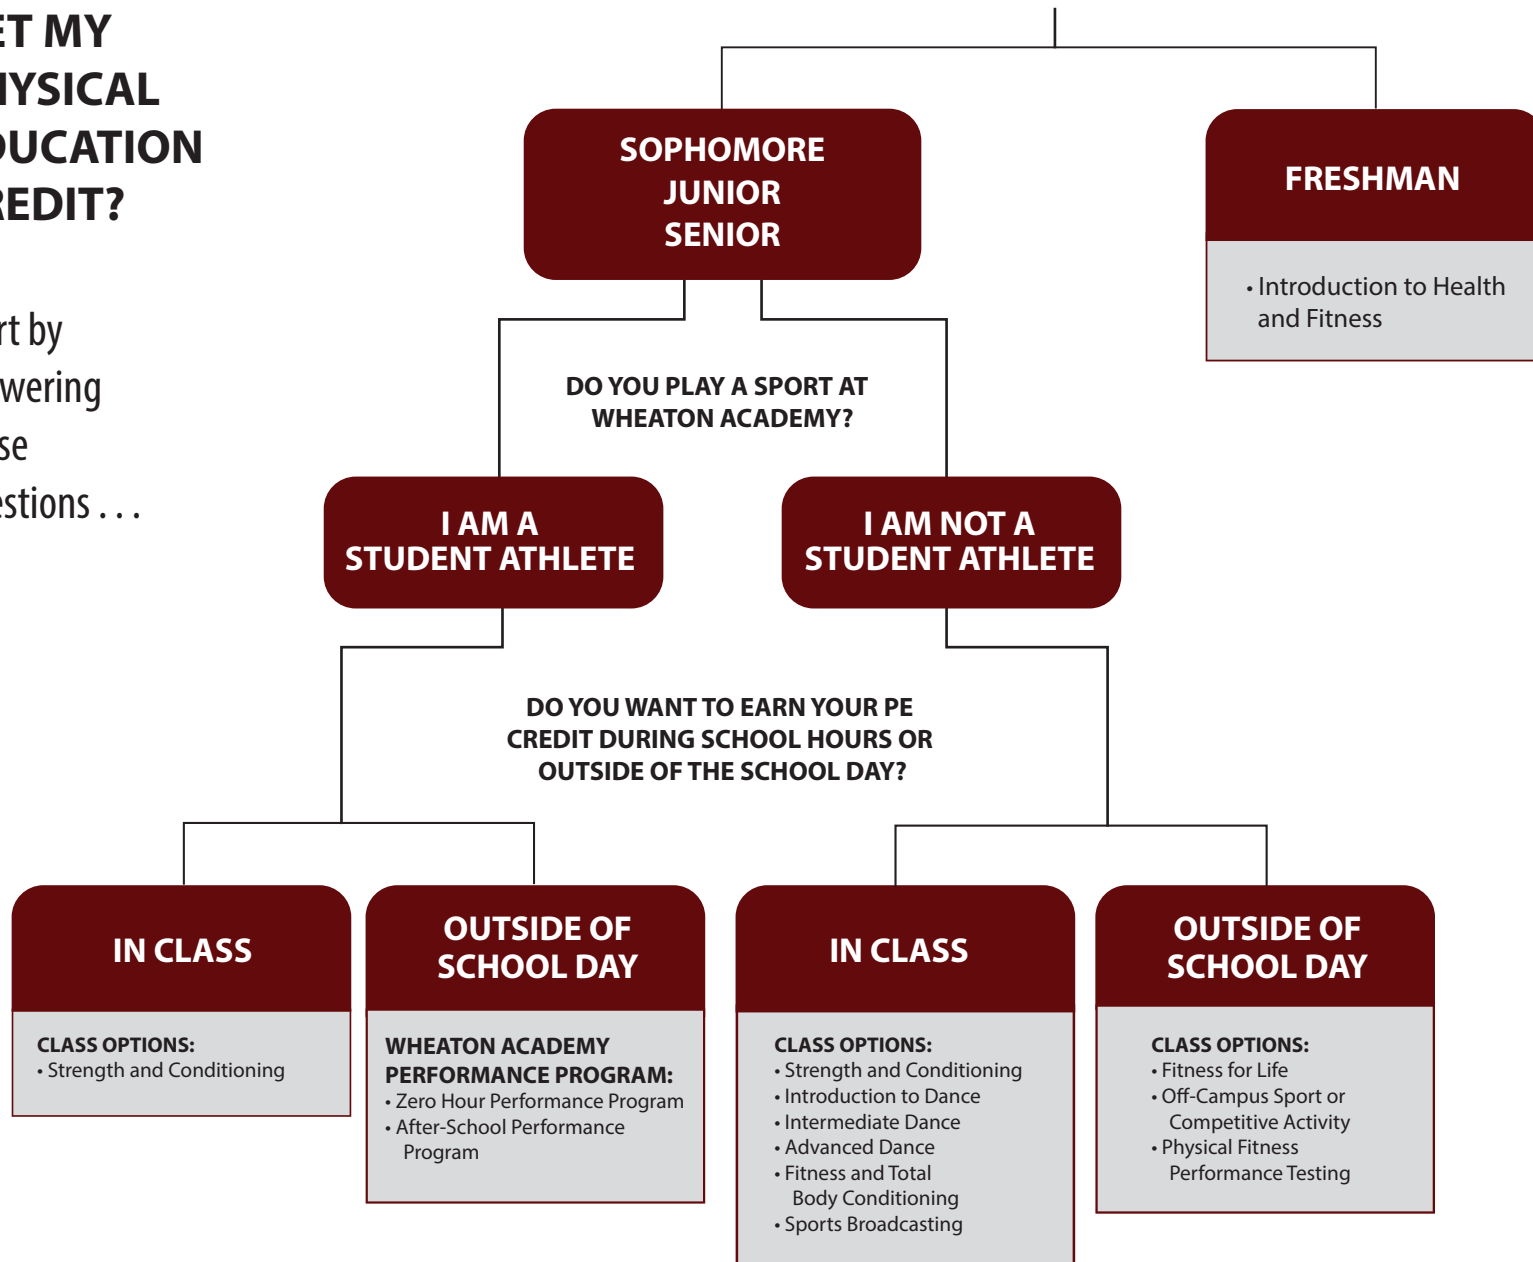 ET MY
HYSICAL
DUCATION
REDIT?
rt by
wering
se
estions . . .
SOPHOMORE
JUNIOR
SENIOR
FRESHMAN
• Introduction to Health
and Fitness
DO YOU PLAY A SPORT AT
WHEATON ACADEMY?
I AM A
STUDENT ATHLETE
I AM NOT A
STUDENT ATHLETE
DO YOU WANT TO EARN YOUR PE
CREDIT DURING SCHOOL HOURS OR
OUTSIDE OF THE SCHOOL DAY?
IN CLASS
CLASS OPTIONS:
• Strength and Conditioning
OUTSIDE OF
SCHOOL DAY
WHEATON ACADEMY
PERFORMANCE PROGRAM:
• Zero Hour Performance Program
• After-School Performance
Program
IN CLASS
CLASS OPTIONS:
• Strength and Conditioning
• Introduction to Dance
• Intermediate Dance
• Advanced Dance
• Fitness and Total
Body Conditioning
• Sports Broadcasting
OUTSIDE OF
SCHOOL DAY
CLASS OPTIONS:
• Fitness for Life
• Off-Campus Sport or
Competitive Activity
• Physical Fitness
Performance Testing